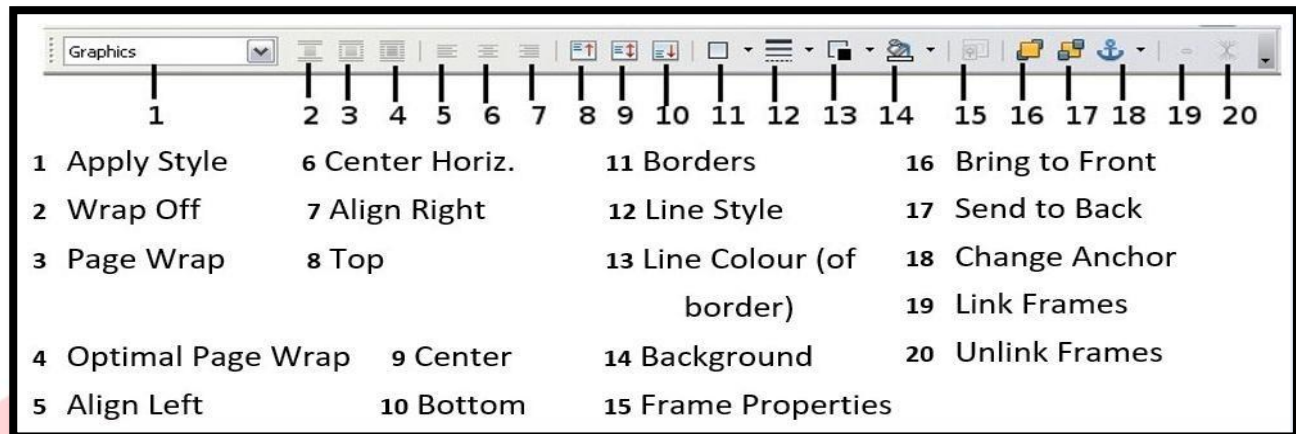 Graphics
1 2 3 4 5 6 7 8 9 10 11 12 13 14 15 16 17 18 19 20
1 Apply Style 6 Center Horiz. 11 Borders 16 Bring to Front
2 Wrap Off 7 Align Right 12 Line Style 17 Send to Back
3 Page Wrap 8 Top 13 Line Colour (of 18 Change Anchor
border) 19 Link Frames
4 Optimal Page Wrap 9 Center 14 Background 20 Unlink Frames
5 Align Left 10 Bottom 15 Frame Properties